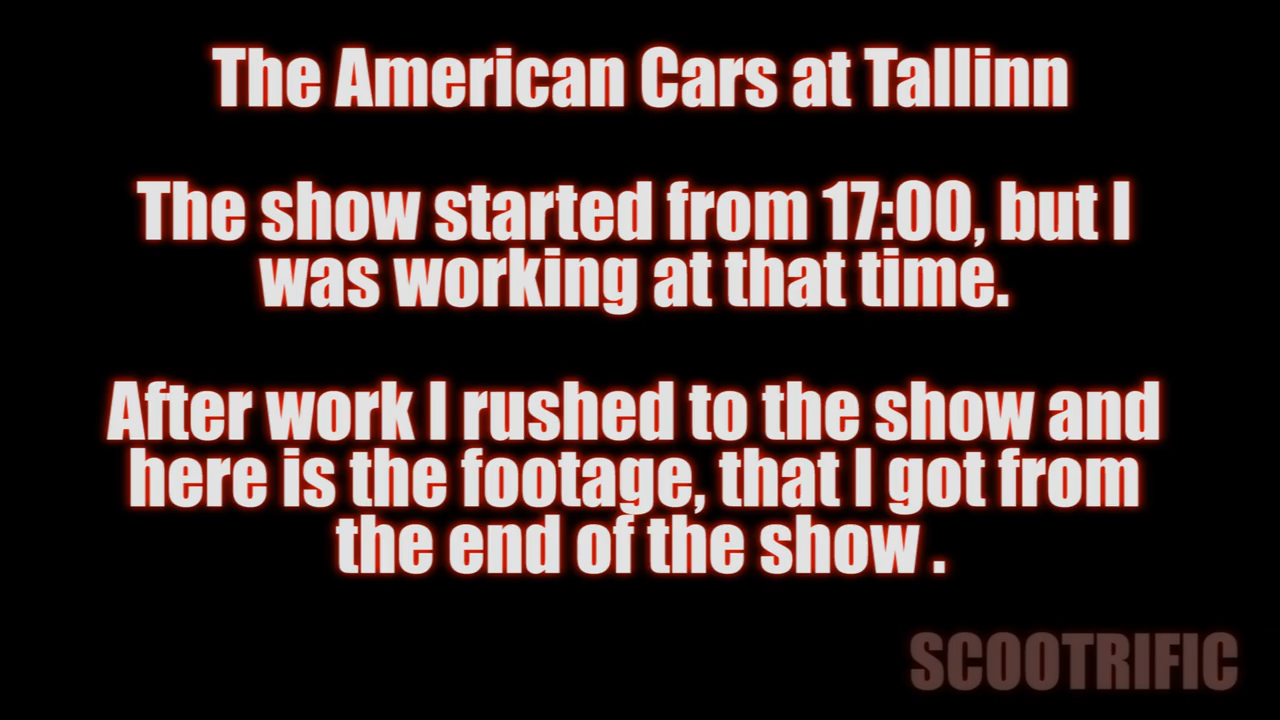 The American Cars at Tallinn
The show started from 17:00, but I
was working at that time.
After work I rushed to the show and
here is the footage, that I got from
the end of the show .
SCOOTRIFIC